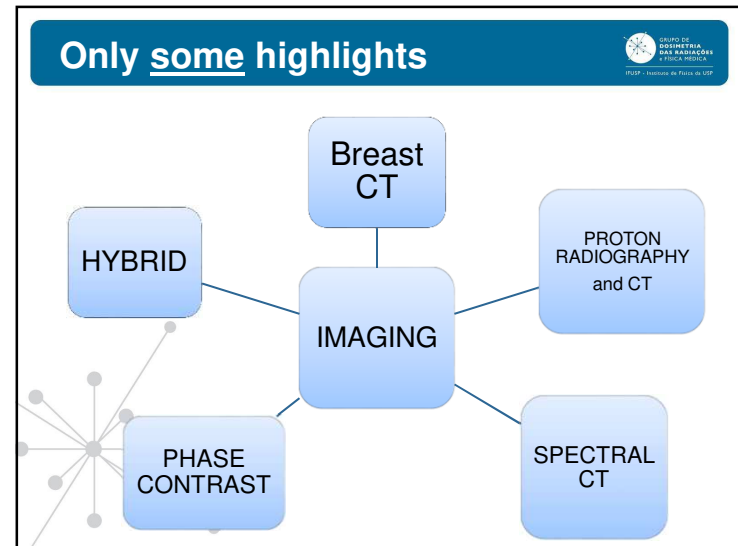 Only some highlights
GRUPO DE
DOSIMETRIA
DAS RADIAÇÕES
e FÍSICA MÉDICA
IFUSP - Instituto de Física da USP
Breast
CT
HYBRID
PROTON
RADIOGRAPHY
and CT
IMAGING
PHASE
CONTRAST
SPECTRAL
CT